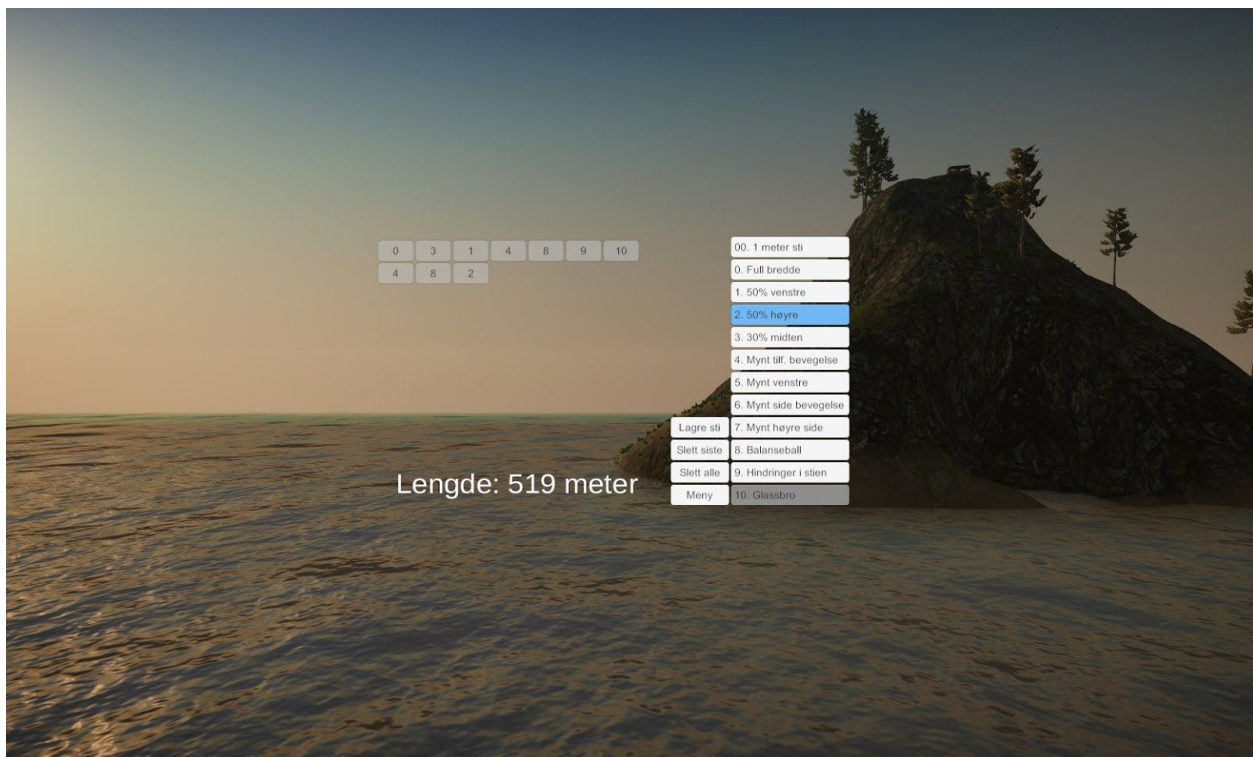 0 3 1 4 8 9 10
4 8 2
00. 1 meter sti
0. Full bredde
1. 50% venstre
2. 50% høyre
3. 30% midten
4. Mynt tilf. bevegelse
5. Mynt venstre
6. Mynt side bevegelse
Lagre sti 7. Mynt høyre side
Slett siste 8. Balanseball
Slett alle 9. Hindringer i stien
Meny 10. Glassbro
Lengde: 519 meter